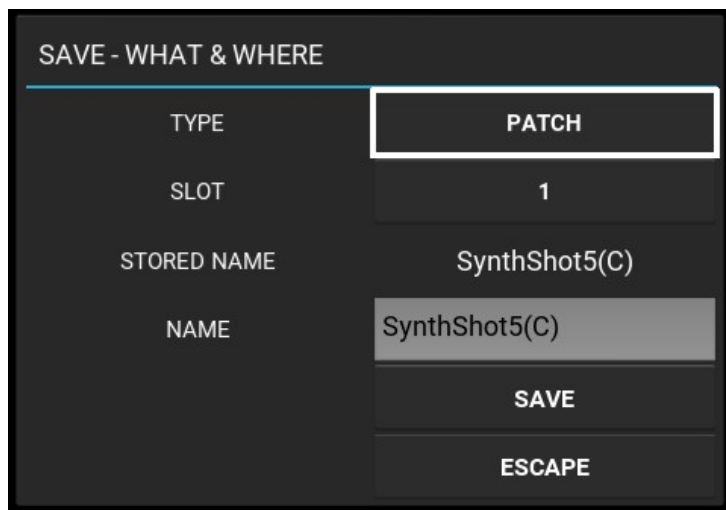 SAVE - WHAT & WHERE
TYPE PATCH
SLOT 1
STORED NAME SynthShot5(C)
NAME SynthShot5(C)
SAVE
ESCAPE